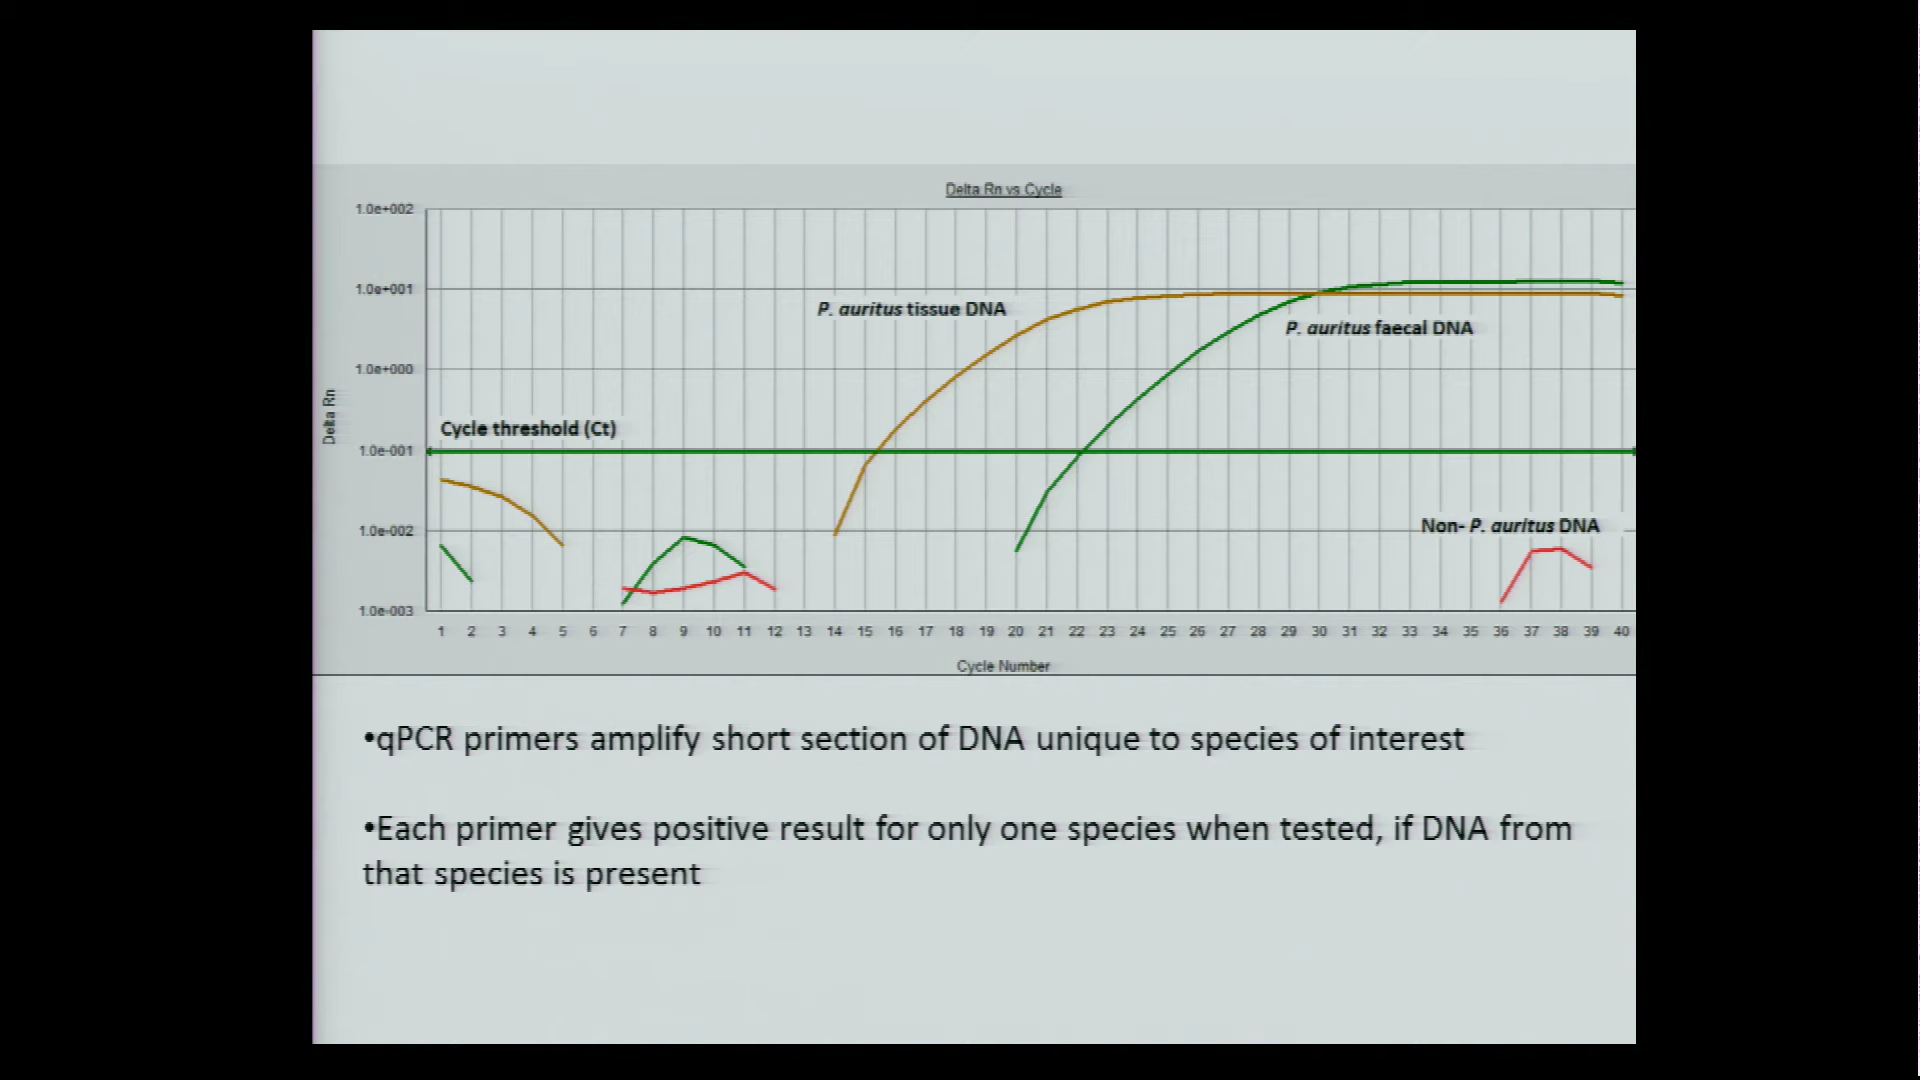 Delta Rn vs Cycle
1.0e+002
1.0e+001
P. auritus tissue DNA
P. auritus faecal DNA
1.0e+000
Delta Rn
Cycle threshold (Ct)
1.0e-001
1.0e-002
Non- P. auritus DNA
1.0e-003
1 2 3 4 5 6 7 8 9 10 11 12 13 14 15 16 17 18 19 20 21 22 23 24 25 26 27 28 29 30 31 32 33 34 35 36 37 38 39 40
Cycle Number
•qPCR primers amplify short section of DNA unique to species of interest
•Each primer gives positive result for only one species when tested, if DNA from
that species is present